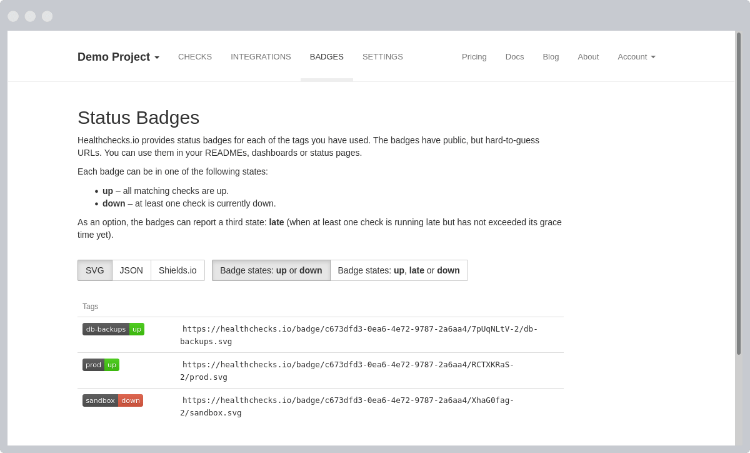 Demo Project CHECKS INTEGRATIONS BADGES SETTINGS Pricing Docs Blog About Account
Status Badges
Healthchecks.io provides status badges for each of the tags you have used. The badges have public, but hard-to-guess
URLs. You can use them in your READMEs, dashboards or status pages.
Each badge can be in one of the following states:
• up – all matching checks are up.
• down – at least one check is currently down.
As an option, the badges can report a third state: late (when at least one check is running late but has not exceeded its grace
time yet).
SVG JSON Shields.io Badge states: up or down Badge states: up, late or down
Tags
db-backups up https://healthchecks.io/badge/c673dfd3-0ea6-4e72-9787-2a6aa4/7pUqNLtV-2/db-
backups.svg
prod up https://healthchecks.io/badge/c673dfd3-0ea6-4e72-9787-2a6aa4/RCTXKRaS-
2/prod.svg
sandbox down https://healthchecks.io/badge/c673dfd3-0ea6-4e72-9787-2a6aa4/XhaG0fag-
2/sandbox.svg